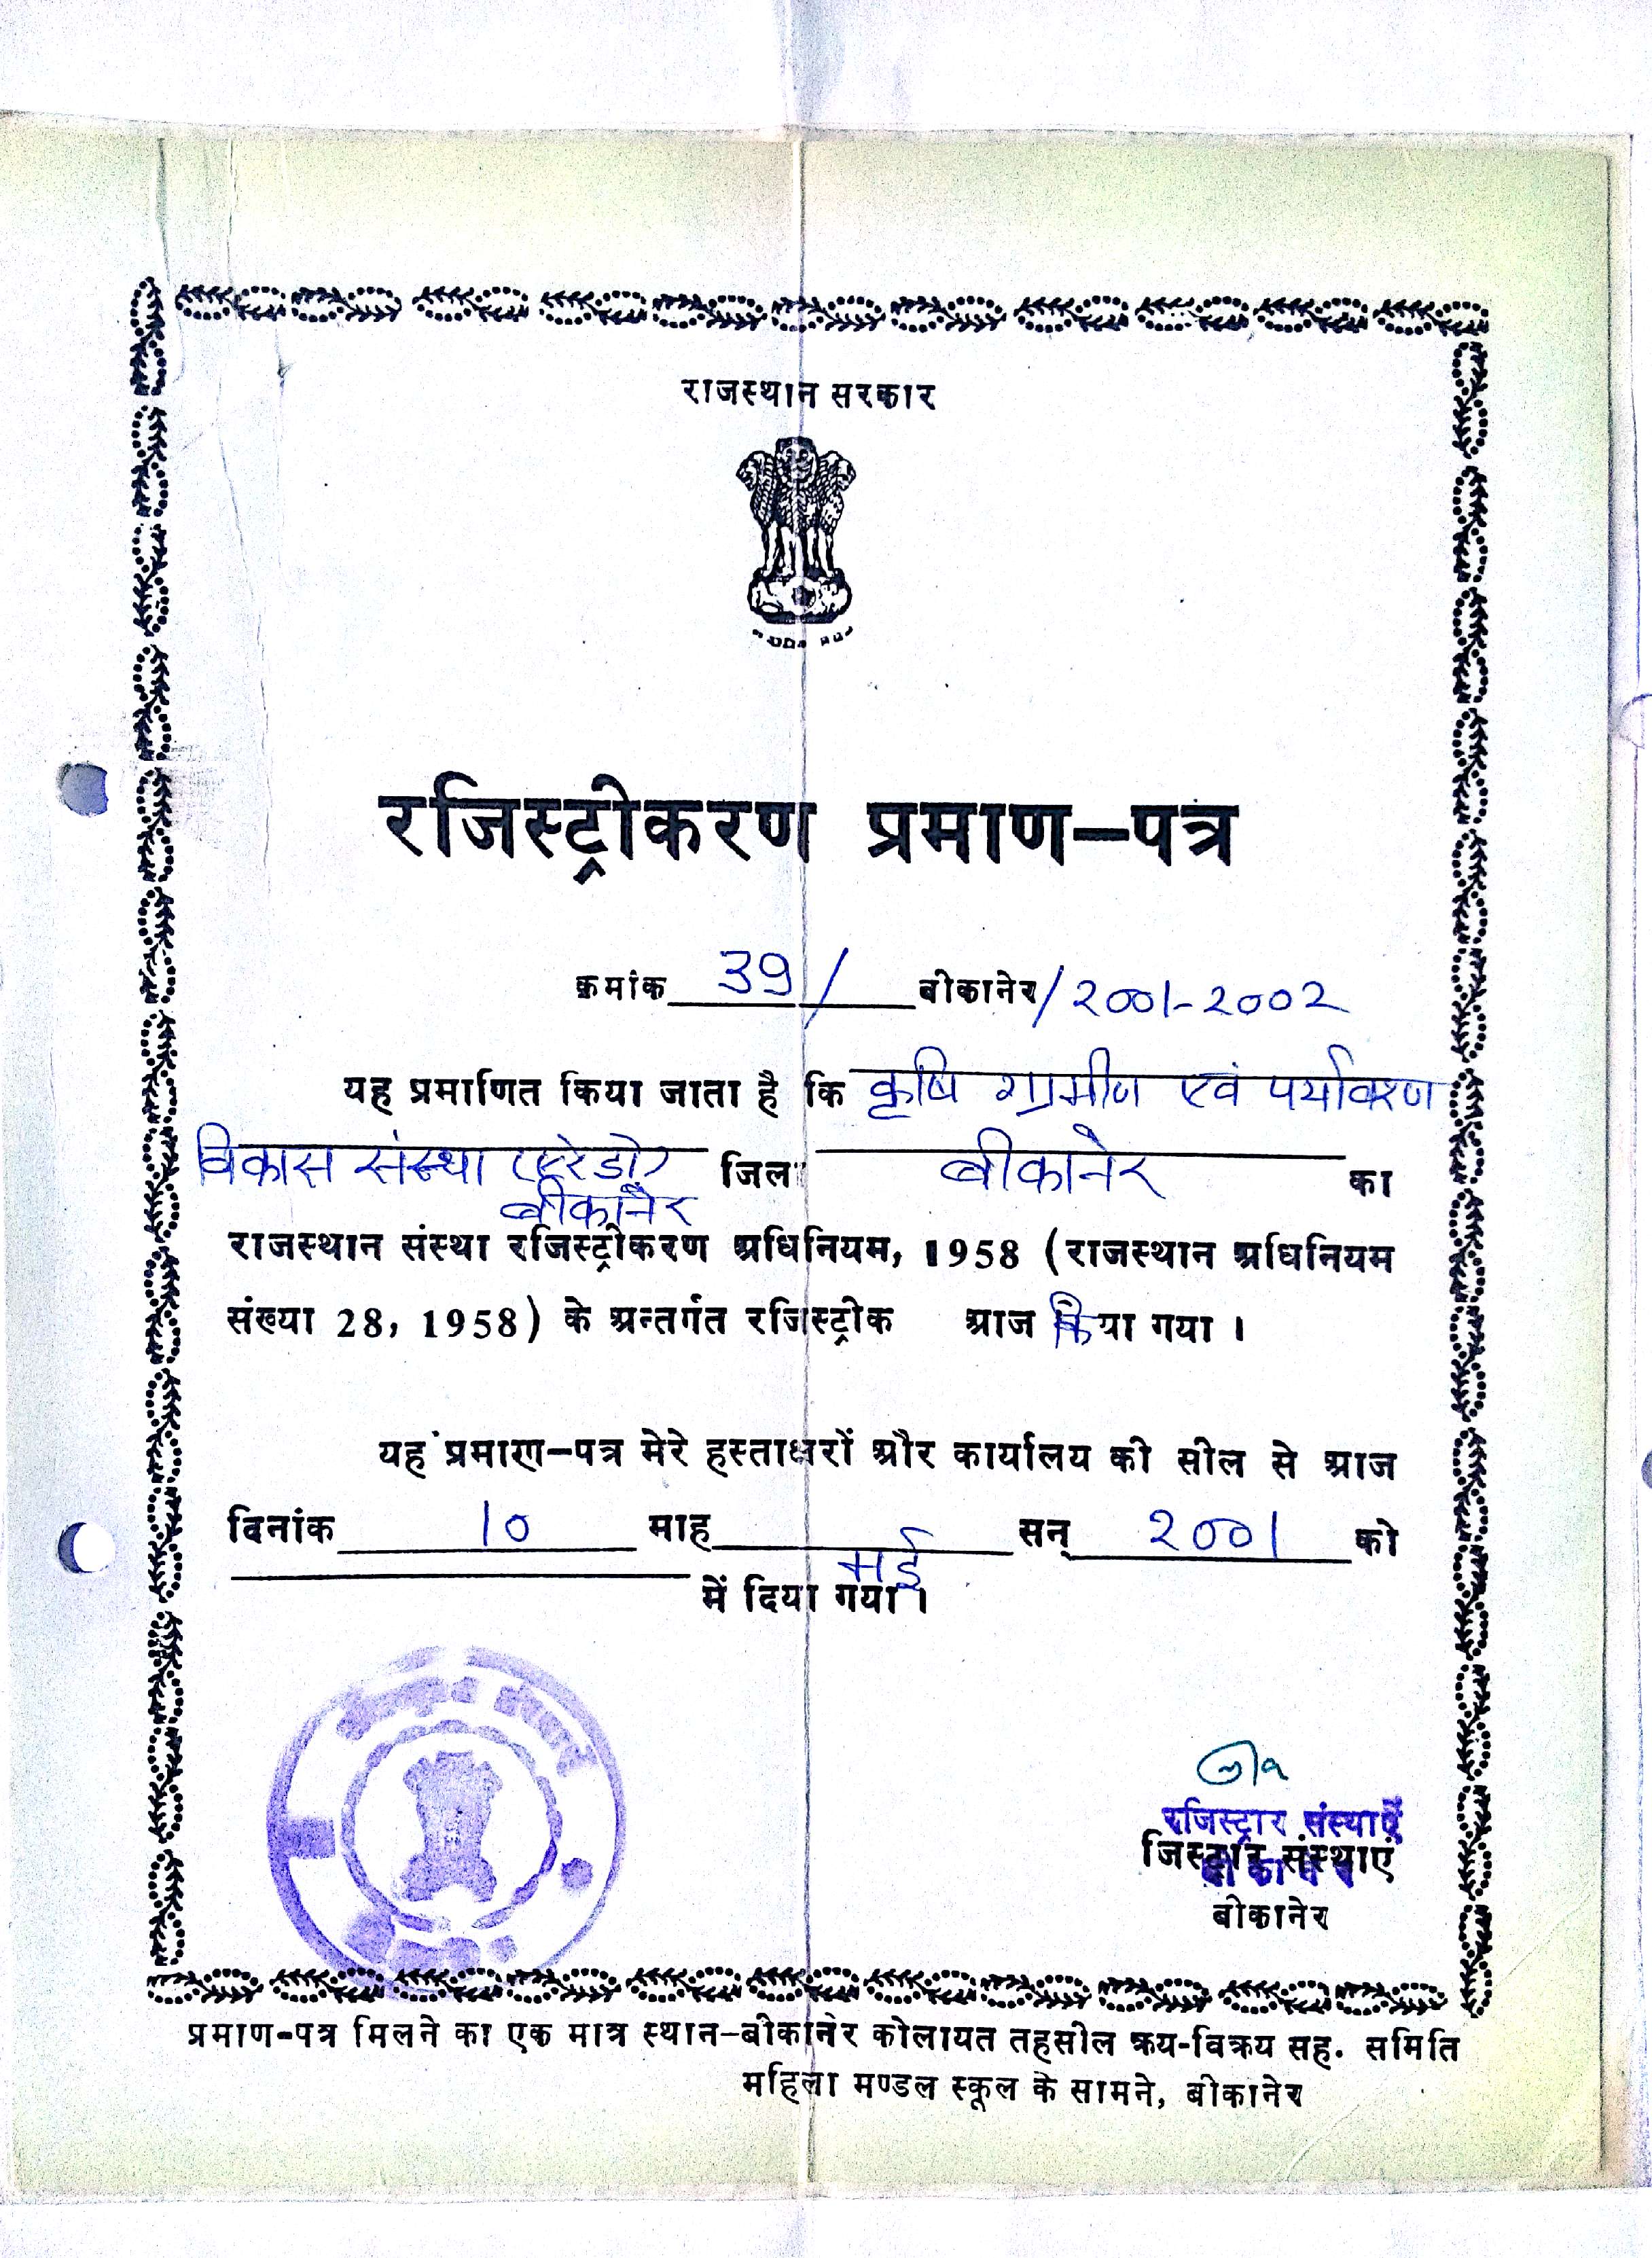 राजस्थान सरकार
रजिस्ट्रीकरण प्रमाण-पत्र
क्रमांक 39/ बीकानेर/2001-2002
यह प्रमाणित किया जाता है कि कृषि ग्रामीण एवं पर्यावरण
विकास संस्था (एरेडो) जिला बीकानेर का
बीकानेर
राजस्थान संस्था रजिस्ट्रीकरण अधिनियम, 1958 (राजस्थान अधिनियम
संख्या 28, 1958) के अन्तर्गत रजिस्ट्रीक आज किया गया ।
यह प्रमाण-पत्र मेरे हस्ताक्षरों और कार्यालय की सील से आज
दिनांक 10 माह मई सन् 2001 को
में दिया गया ।
रजिस्ट्रार संस्थाऐं
जिस्ट्रार संस्थाएं
बीकानेर
बीकानेर
प्रमाण-पत्र मिलने का एक मात्र स्थान-बीकानेर कोलायत तहसील क्रय-विक्रय सह. समिति
महिला मण्डल स्कूल के सामने, बीकानेर